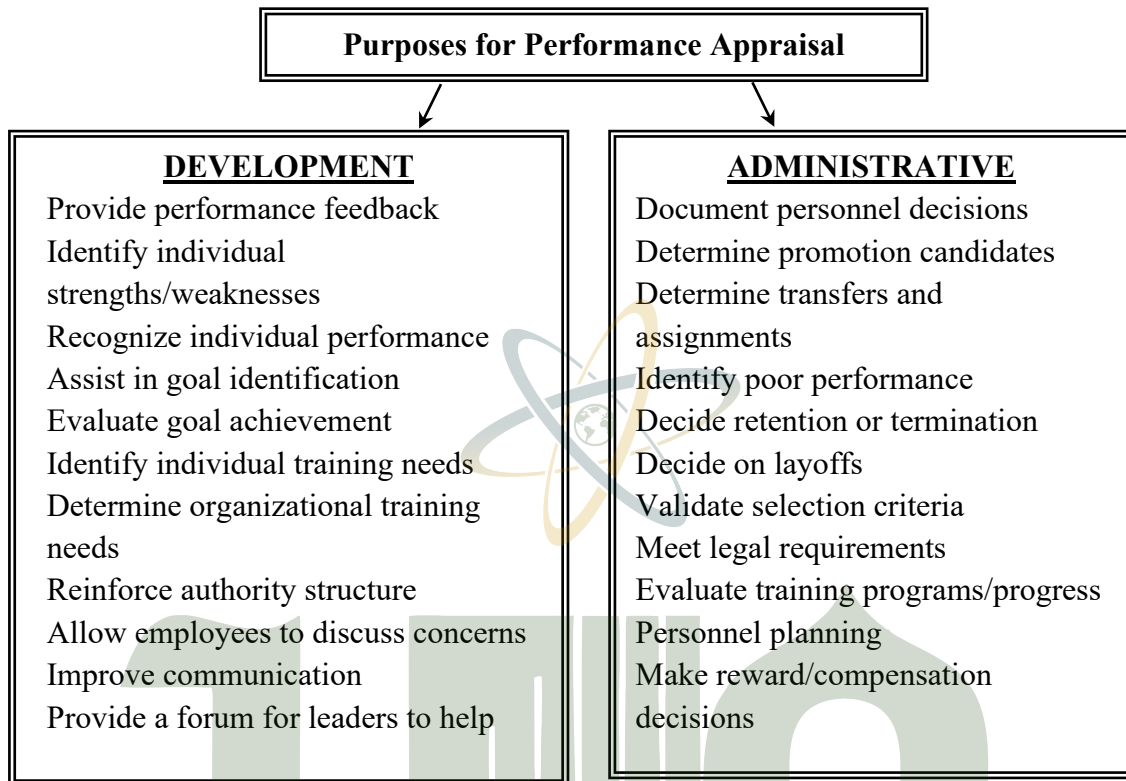 Purposes for Performance Appraisal
DEVELOPMENT
Provide performance feedback
Identify individual
strengths/weaknesses
Recognize individual performance
Assist in goal identification
Evaluate goal achievement
Identify individual training needs
Determine organizational training
needs
Reinforce authority structure
Allow employees to discuss concerns
Improve communication
Provide a forum for leaders to help
ADMINISTRATIVE
Document personnel decisions
Determine promotion candidates
Determine transfers and
assignments
Identify poor performance
Decide retention or termination
Decide on layoffs
Validate selection criteria
Meet legal requirements
Evaluate training programs/progress
Personnel planning
Make reward/compensation
decisions